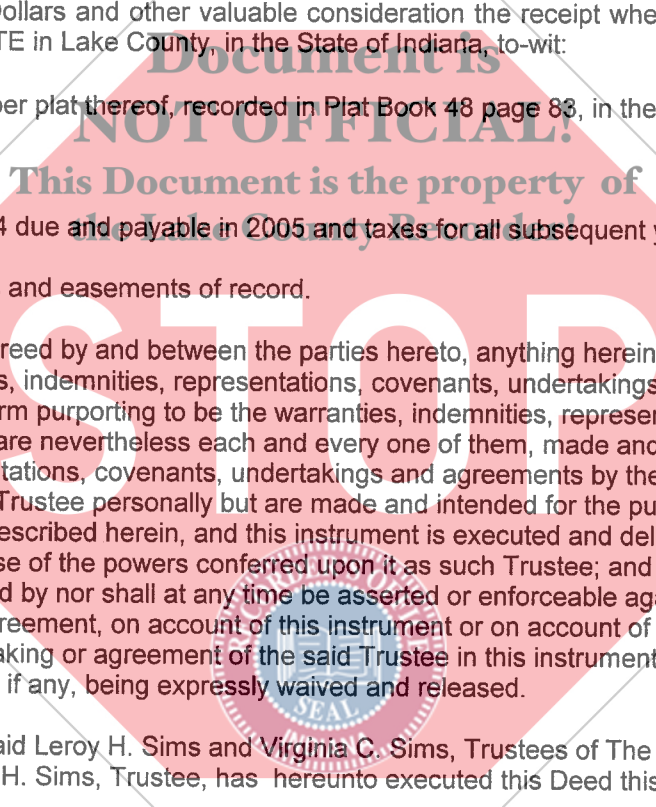 Dollars and other valuable consideration the receipt whe
TE in Lake County, in the State of Indiana, to-wit:
Document is
per plat thereof, recorded in Plat Book 48 page 83, in the
NOT OFFICIAL!
This Document is the property of
4 due and payable in 2005 and taxes for all subsequent y
the Lake County Recorder!
s and easements of record.
STOP
reed by and between the parties hereto, anything herein
s, indemnities, representations, covenants, undertakings
rm purporting to be the warranties, indemnities, represen
are nevertheless each and every one of them, made and
tations, covenants, undertakings and agreements by the
Trustee personally but are made and intended for the pu
escribed herein, and this instrument is executed and del
se of the powers conferred upon it as such Trustee; and
d by nor shall at any time be asserted or enforceable aga
reement, on account of this instrument or on account of
aking or agreement of the said Trustee in this instrument
if any, being expressly waived and released.
RECORDER'S OFFICE
SEAL
INDIANA
aid Leroy H. Sims and Virginia C. Sims, Trustees of The
H. Sims, Trustee, has hereunto executed this Deed this